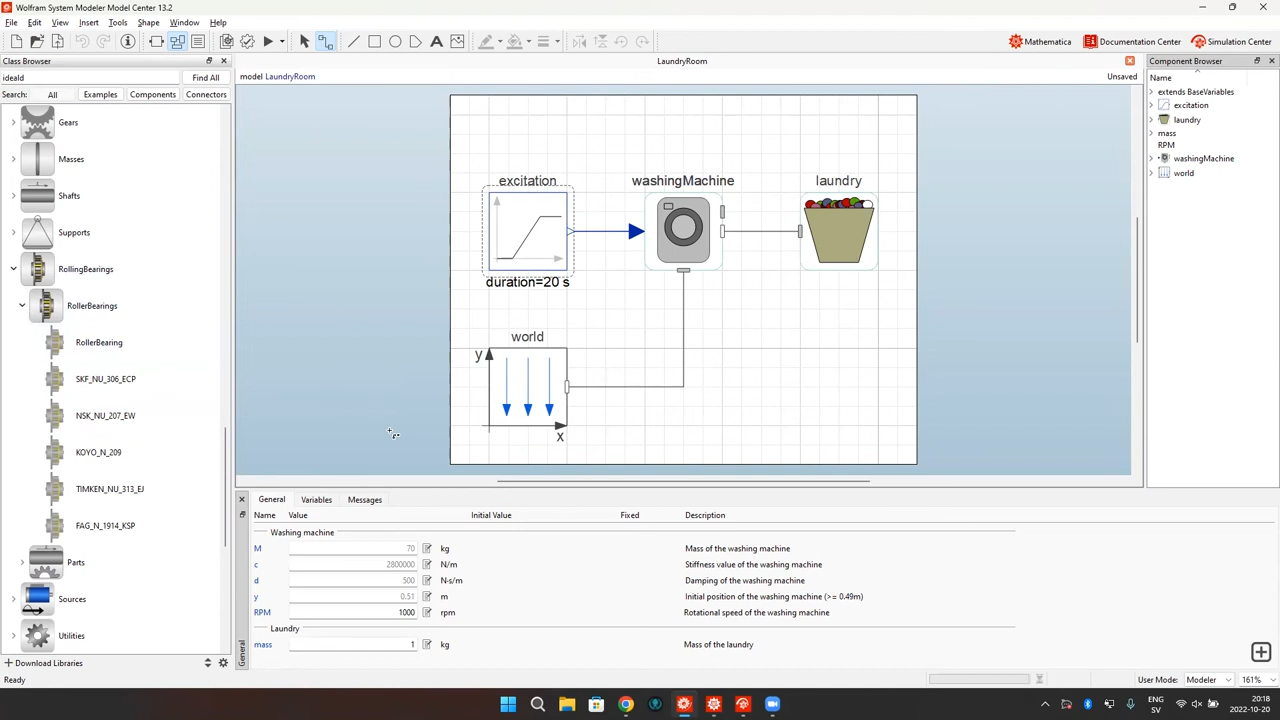 Wolfram System Modeler Model Center 13.2
File Edit View Insert Tools Shape Window Help
Mathematica Documentation Center Simulation Center
Class Browser
ideald Find All
Search: All Examples Components Connectors
Gears
Masses
Shafts
Supports
RollingBearings
RollerBearings
RollerBearing
SKF_NU_306_ECP
NSK_NU_207_EW
KOYO_N_209
TIMKEN_NU_313_EJ
FAG_N_1914_KSP
Parts
Sources
Utilities
Download Libraries
Ready
LaundryRoom
model LaundryRoom Unsaved
excitation washingMachine laundry
duration=20 s
world
y
x
Component Browser
Name
extends BaseVariables
excitation
laundry
mass
RPM
washingMachine
world
General Variables Messages
Name Value Initial Value Fixed Description
Washing machine
M 70 kg Mass of the washing machine
c 2800000 N/m Stiffness value of the washing machine
d 500 N·s/m Damping of the washing machine
y 0.51 m Initial position of the washing machine (>= 0.49m)
RPM 1000 rpm Rotational speed of the washing machine
Laundry
mass 1 kg Mass of the laundry
General
User Mode: Modeler 161%
ENG
SV
20:18
2022-10-20